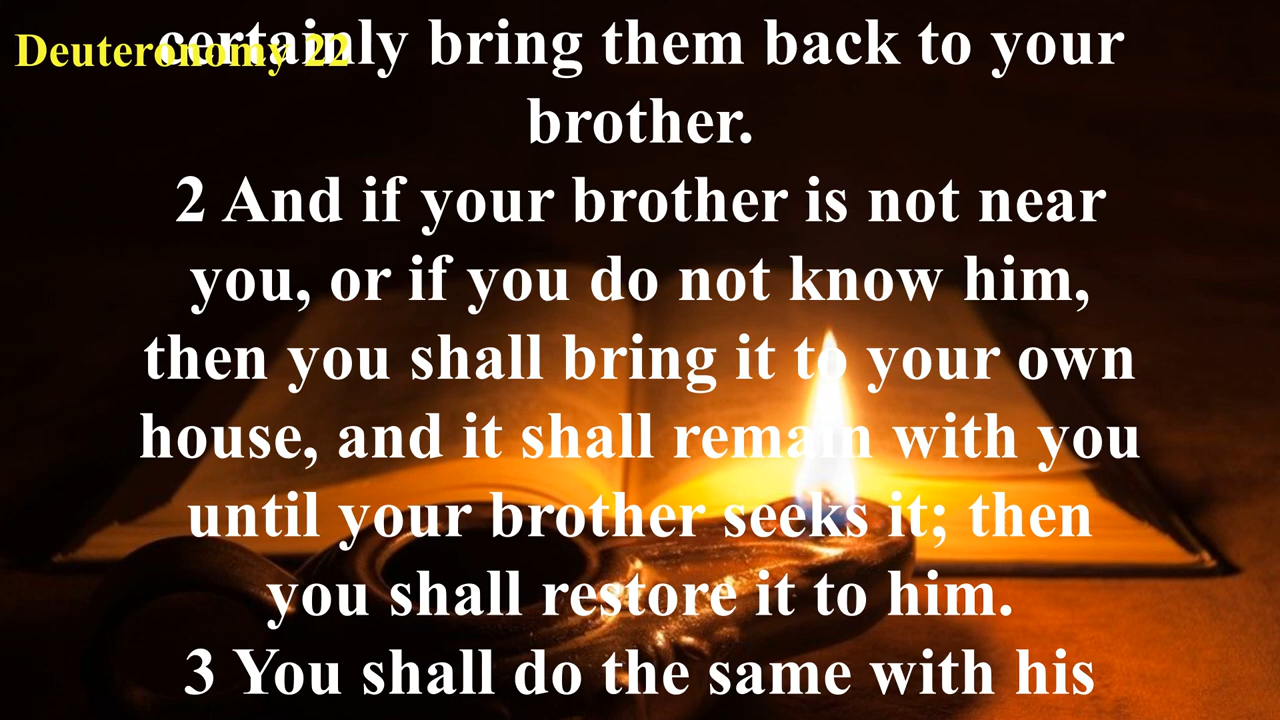 Deuteronomy 22
certainly bring them back to your
brother.
2 And if your brother is not near
you, or if you do not know him,
then you shall bring it to your own
house, and it shall remain with you
until your brother seeks it; then
you shall restore it to him.
3 You shall do the same with his